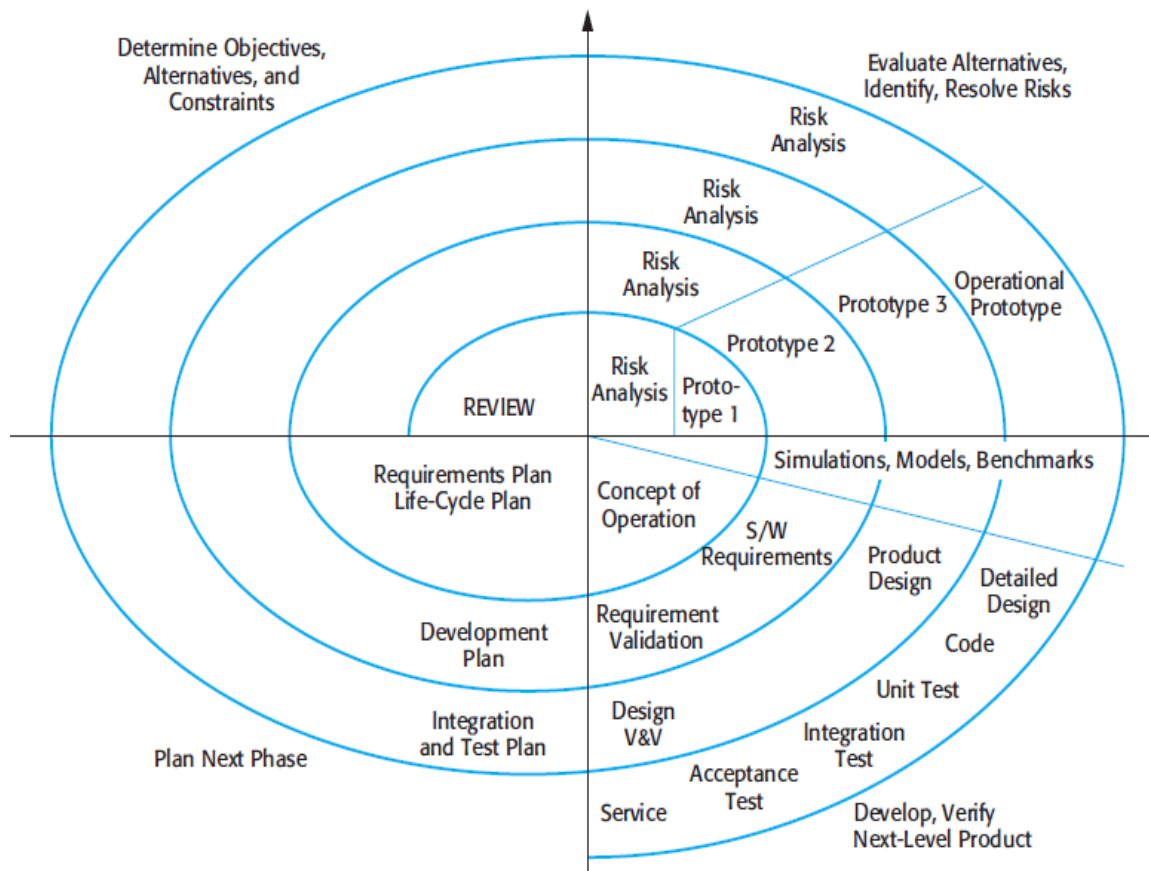 Determine Objectives,
Alternatives, and
Constraints
Evaluate Alternatives,
Identify, Resolve Risks
Risk
Analysis
Risk
Analysis
Risk
Analysis
Operational
Prototype
Prototype 3
Prototype 2
Risk
Analysis
Proto-
type 1
REVIEW
Simulations, Models, Benchmarks
Requirements Plan
Life-Cycle Plan
Concept of
Operation
S/W
Requirements
Product
Design
Detailed
Design
Development
Plan
Requirement
Validation
Code
Unit Test
Integration
and Test Plan
Design
V&V
Integration
Test
Plan Next Phase
Acceptance
Test
Service
Develop, Verify
Next-Level Product